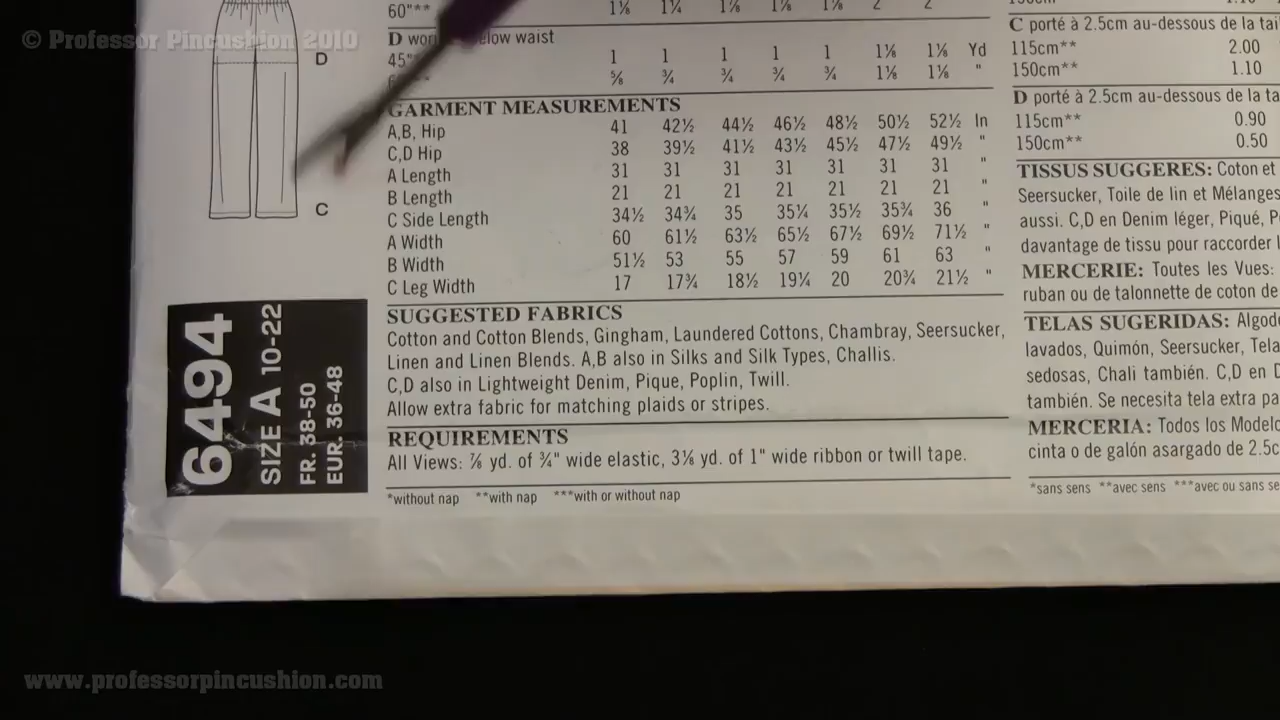 © Professor Pincushion 2010
D
C
6494
SIZE A 10-22
FR. 38-50
EUR. 36-48
60"** 1⅛ 1¼ 1⅞ 1⅞ 1⅞ 2 2
D below waist
45" 1 1 1 1 1 1⅛ 1⅛ Yd
⅝ ¾ ¾ ¾ ¾ 1⅛ 1⅛ "
GARMENT MEASUREMENTS
A,B, Hip 41 42½ 44½ 46½ 48½ 50½ 52½ In
C,D Hip 38 39½ 41½ 43½ 45½ 47½ 49½ "
A Length 31 31 31 31 31 31 31 "
B Length 21 21 21 21 21 21 21 "
C Side Length 34½ 34¾ 35 35¼ 35½ 35¾ 36 "
A Width 60 61½ 63½ 65½ 67½ 69½ 71½ "
B Width 51½ 53 55 57 59 61 63 "
C Leg Width 17 17¾ 18½ 19¼ 20 20¾ 21½ "
SUGGESTED FABRICS
Cotton and Cotton Blends, Gingham, Laundered Cottons, Chambray, Seersucker,
Linen and Linen Blends. A,B also in Silks and Silk Types, Challis.
C,D also in Lightweight Denim, Pique, Poplin, Twill.
Allow extra fabric for matching plaids or stripes.
REQUIREMENTS
All Views: ⅞ yd. of ¾" wide elastic, 3⅛ yd. of 1" wide ribbon or twill tape.
*without nap **with nap ***with or without nap
C porté à 2.5cm au-dessous de la tai
115cm** 2.00
150cm** 1.10
D porté à 2.5cm au-dessous de la ta
115cm** 0.90
150cm** 0.50
TISSUS SUGGERES: Coton et
Seersucker, Toile de lin et Mélanges
aussi. C,D en Denim léger, Piqué, P
davantage de tissu pour raccorder l
MERCERIE: Toutes les Vues:
ruban ou de talonnette de coton de
TELAS SUGERIDAS: Algod
lavados, Quimón, Seersucker, Tela
sedosas, Chali también. C,D en D
también. Se necesita tela extra pa
MERCERIA: Todos los Modelo
cinta o de galón asargado de 2.5c
*sans sens **avec sens ***avec ou sans se
www.professorpincushion.com